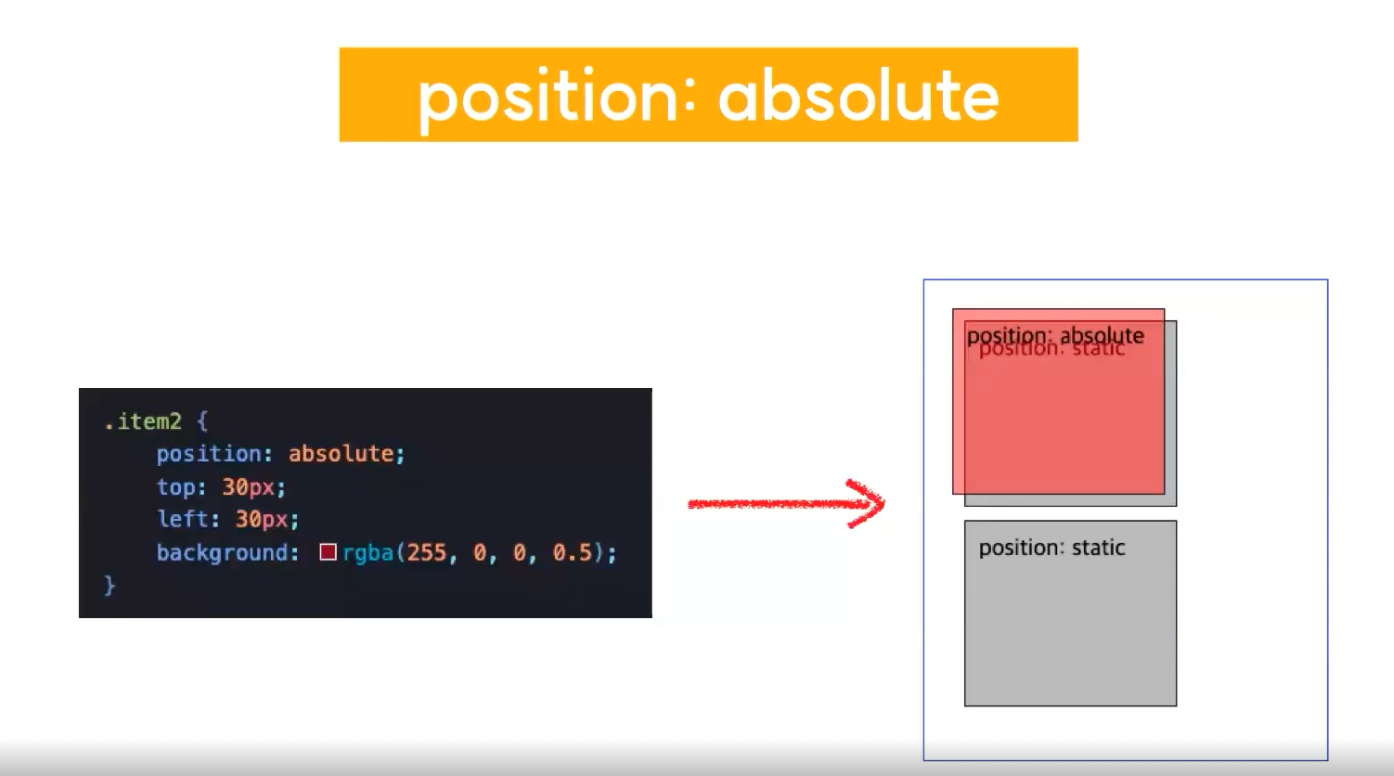 position: absolute
.item2 {
position: absolute;
top: 30px;
left: 30px;
background: rgba(255, 0, 0, 0.5);
}
position: absolute
position: static
position: static